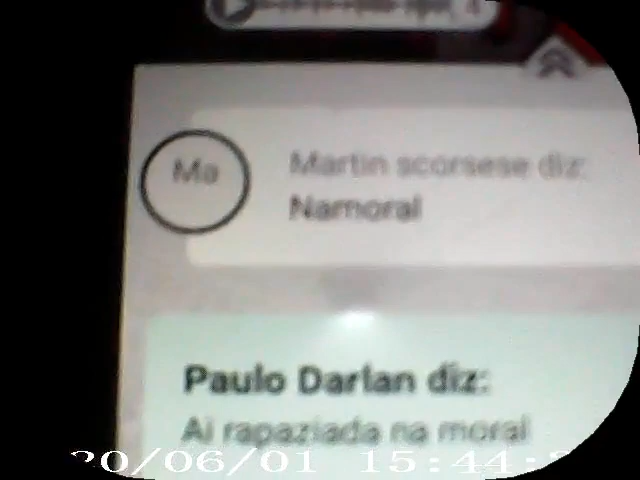 Ma
Martin scorsese diz:
Namoral
Paulo Darlan diz:
Ai rapaziada na moral
20/06/01 15:44: